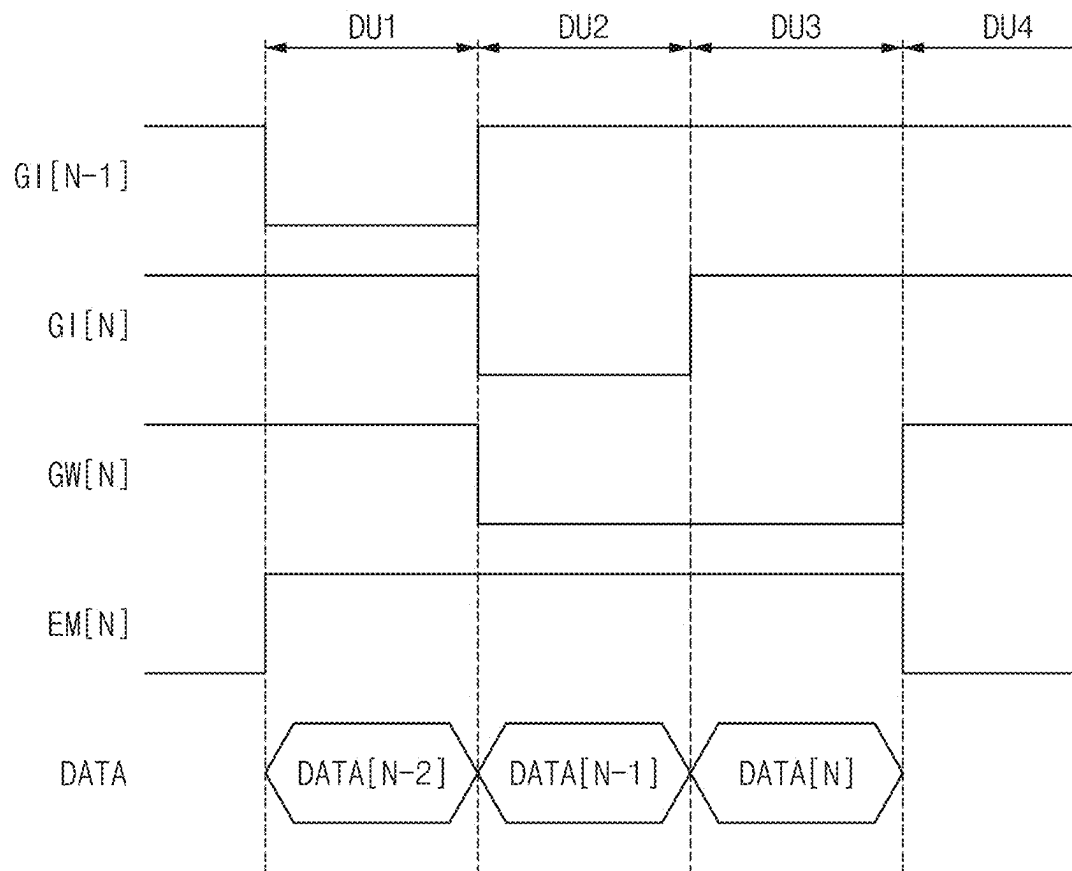 DU1 DU2 DU3 DU4
GI[N-1]
GI[N]
GW[N]
EM[N]
DATA DATA[N-2] DATA[N-1] DATA[N]